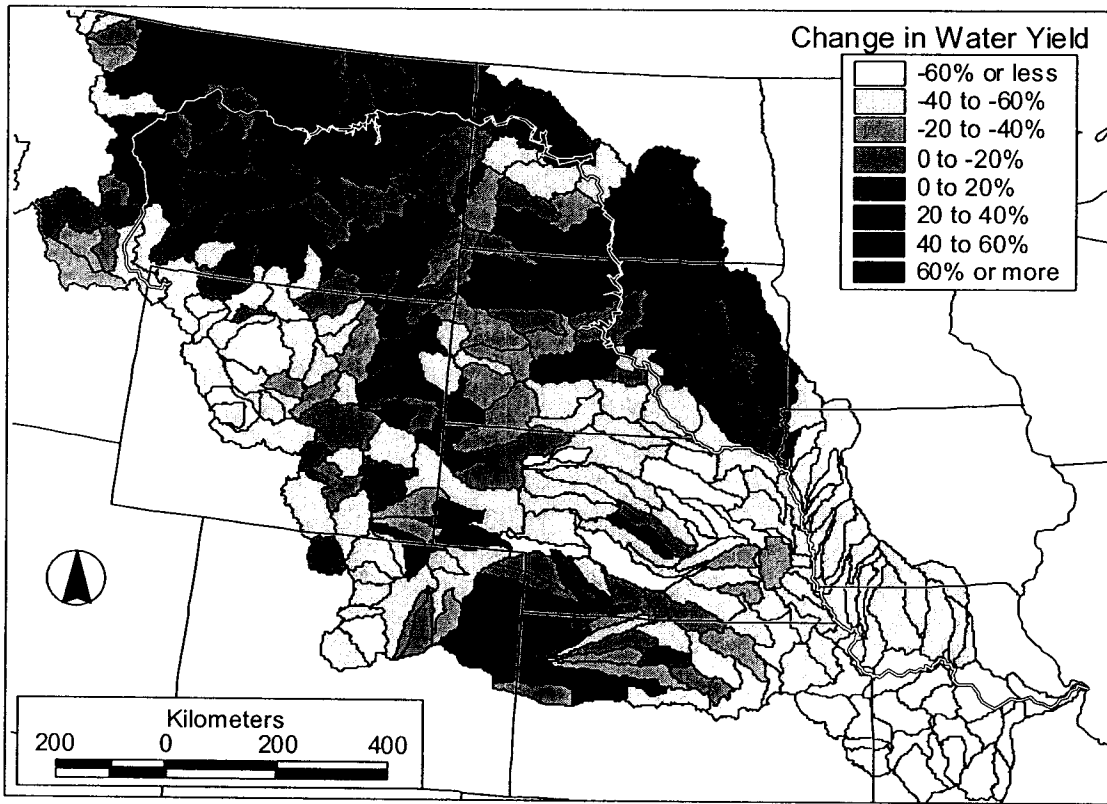 Change in Water Yield
-60% or less
-40 to -60%
-20 to -40%
0 to -20%
0 to 20%
20 to 40%
40 to 60%
60% or more
Kilometers
200 0 200 400